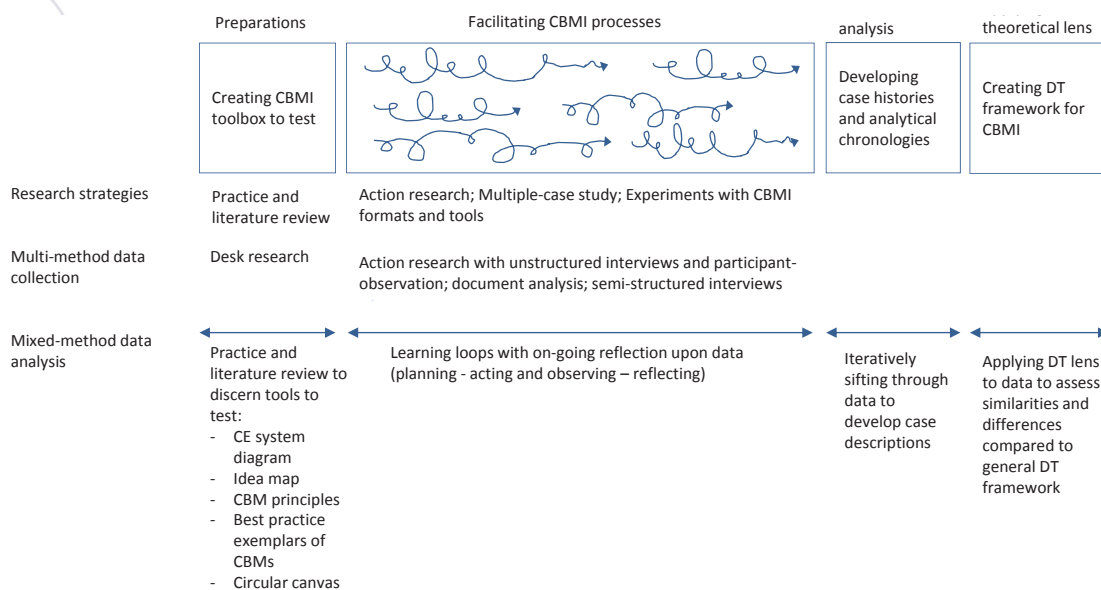 Preparations
Facilitating CBMI processes
analysis
theoretical lens
Creating CBMI
toolbox to test
Developing
case histories
and analytical
chronologies
Creating DT
framework for
CBMI
Research strategies
Practice and
literature review
Action research; Multiple-case study; Experiments with CBMI
formats and tools
Multi-method data
collection
Desk research
Action research with unstructured interviews and participant-
observation; document analysis; semi-structured interviews
Mixed-method data
analysis
Practice and
literature review to
discern tools to
test:
- CE system
diagram
- Idea map
- CBM principles
- Best practice
exemplars of
CBMs
- Circular canvas
Learning loops with on-going reflection upon data
(planning - acting and observing – reflecting)
Iteratively
sifting through
data to
develop case
descriptions
Applying DT lens
to data to assess
similarities and
differences
compared to
general DT
framework